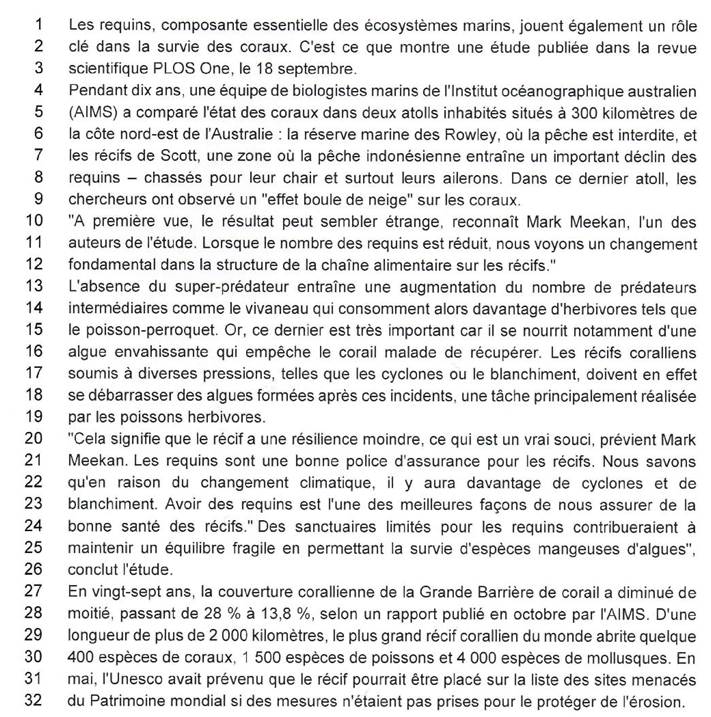 1 Les requins, composante essentielle des écosystèmes marins, jouent également un rôle
2 clé dans la survie des coraux. C'est ce que montre une étude publiée dans la revue
3 scientifique PLOS One, le 18 septembre.
4 Pendant dix ans, une équipe de biologistes marins de l'Institut océanographique australien
5 (AIMS) a comparé l'état des coraux dans deux atolls inhabités situés à 300 kilomètres de
6 la côte nord-est de l'Australie : la réserve marine des Rowley, où la pêche est interdite, et
7 les récifs de Scott, une zone où la pêche indonésienne entraîne un important déclin des
8 requins – chassés pour leur chair et surtout leurs ailerons. Dans ce dernier atoll, les
9 chercheurs ont observé un "effet boule de neige" sur les coraux.
10 "A première vue, le résultat peut sembler étrange, reconnaît Mark Meekan, l'un des
11 auteurs de l'étude. Lorsque le nombre des requins est réduit, nous voyons un changement
12 fondamental dans la structure de la chaîne alimentaire sur les récifs."
13 L'absence du super-prédateur entraîne une augmentation du nombre de prédateurs
14 intermédiaires comme le vivaneau qui consomment alors davantage d'herbivores tels que
15 le poisson-perroquet. Or, ce dernier est très important car il se nourrit notamment d'une
16 algue envahissante qui empêche le corail malade de récupérer. Les récifs coralliens
17 soumis à diverses pressions, telles que les cyclones ou le blanchiment, doivent en effet
18 se débarrasser des algues formées après ces incidents, une tâche principalement réalisée
19 par les poissons herbivores.
20 "Cela signifie que le récif a une résilience moindre, ce qui est un vrai souci, prévient Mark
21 Meekan. Les requins sont une bonne police d'assurance pour les récifs. Nous savons
22 qu'en raison du changement climatique, il y aura davantage de cyclones et de
23 blanchiment. Avoir des requins est l'une des meilleures façons de nous assurer de la
24 bonne santé des récifs." Des sanctuaires limités pour les requins contribueraient à
25 maintenir un équilibre fragile en permettant la survie d'espèces mangeuses d'algues",
26 conclut l'étude.
27 En vingt-sept ans, la couverture corallienne de la Grande Barrière de corail a diminué de
28 moitié, passant de 28 % à 13,8 %, selon un rapport publié en octobre par l'AIMS. D'une
29 longueur de plus de 2 000 kilomètres, le plus grand récif corallien du monde abrite quelque
30 400 espèces de coraux, 1 500 espèces de poissons et 4 000 espèces de mollusques. En
31 mai, l'Unesco avait prévenu que le récif pourrait être placé sur la liste des sites menacés
32 du Patrimoine mondial si des mesures n'étaient pas prises pour le protéger de l'érosion.